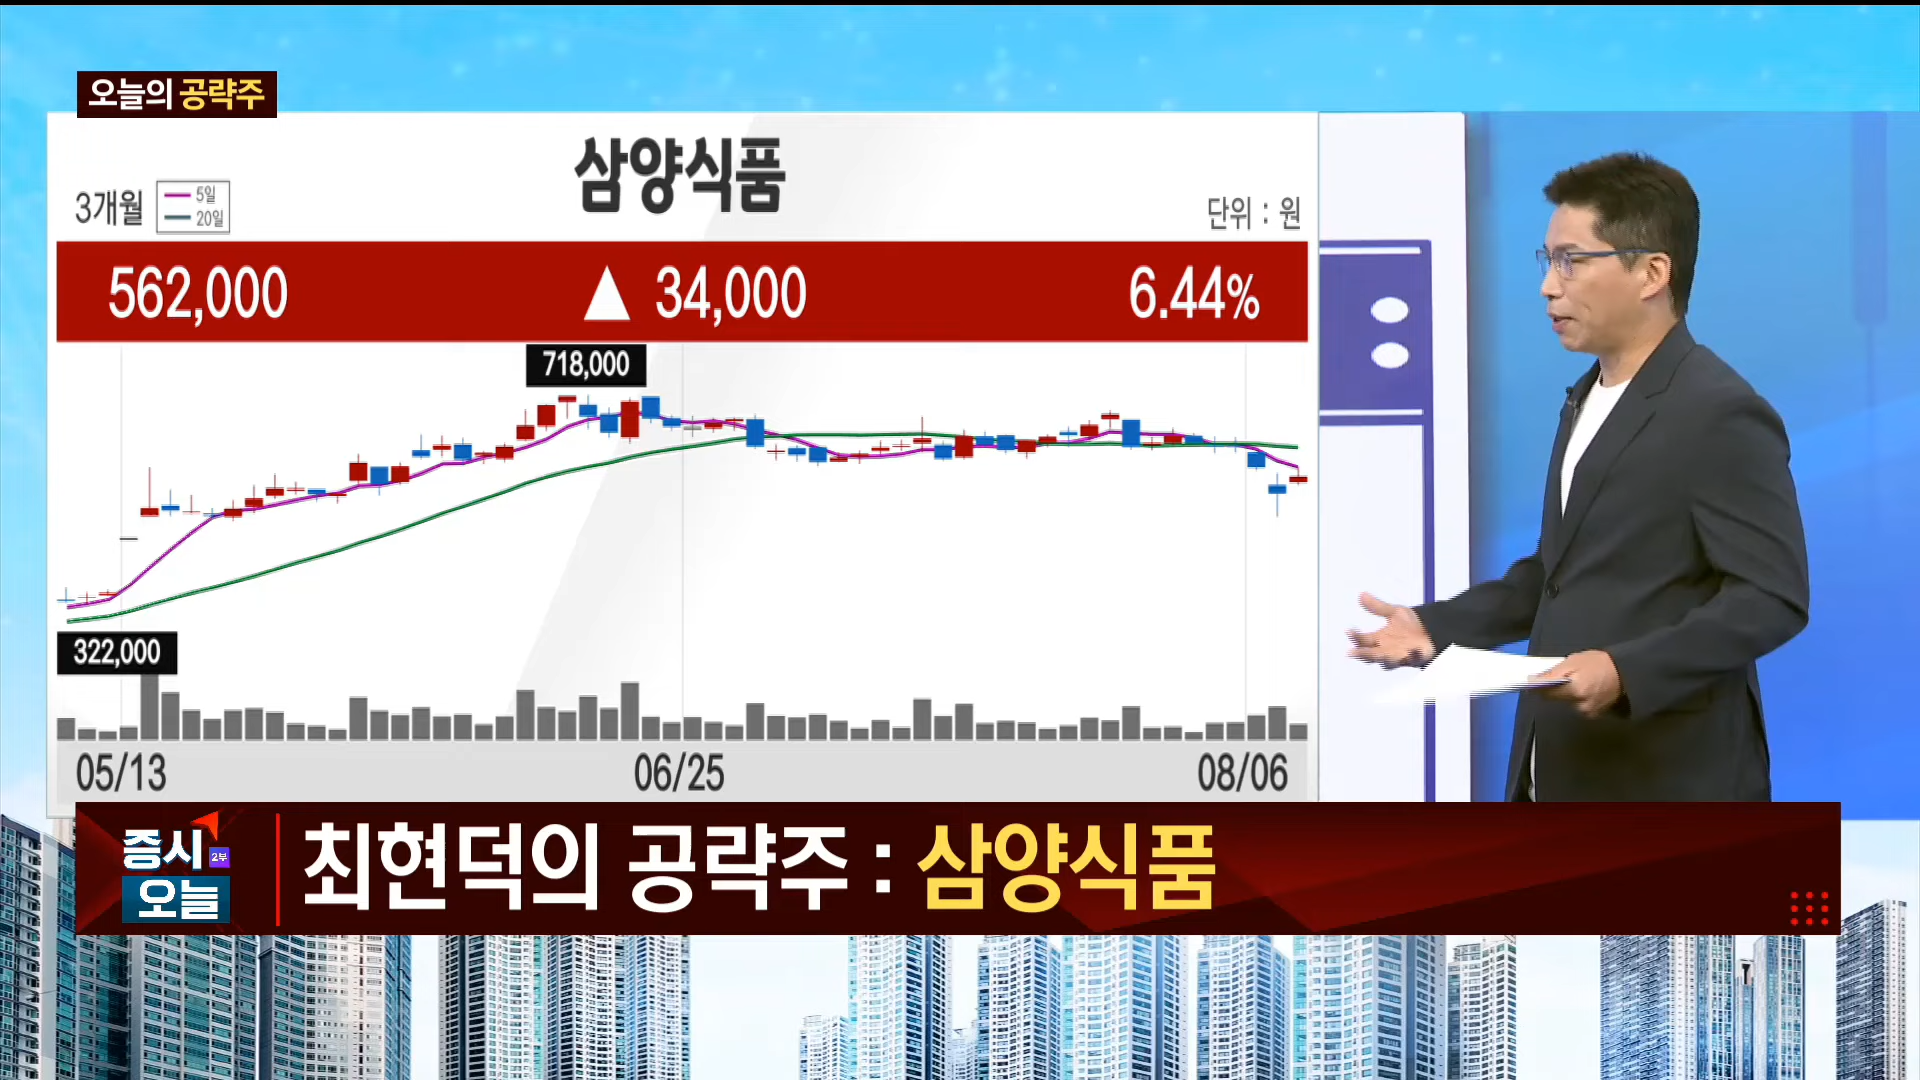 오늘의 공략주
삼양식품
3개월
5일
20일
단위 : 원
562,000 ▲ 34,000 6.44%
718,000
322,000
05/13 06/25 08/06
증시 2부
오늘
최현덕의 공략주 : 삼양식품